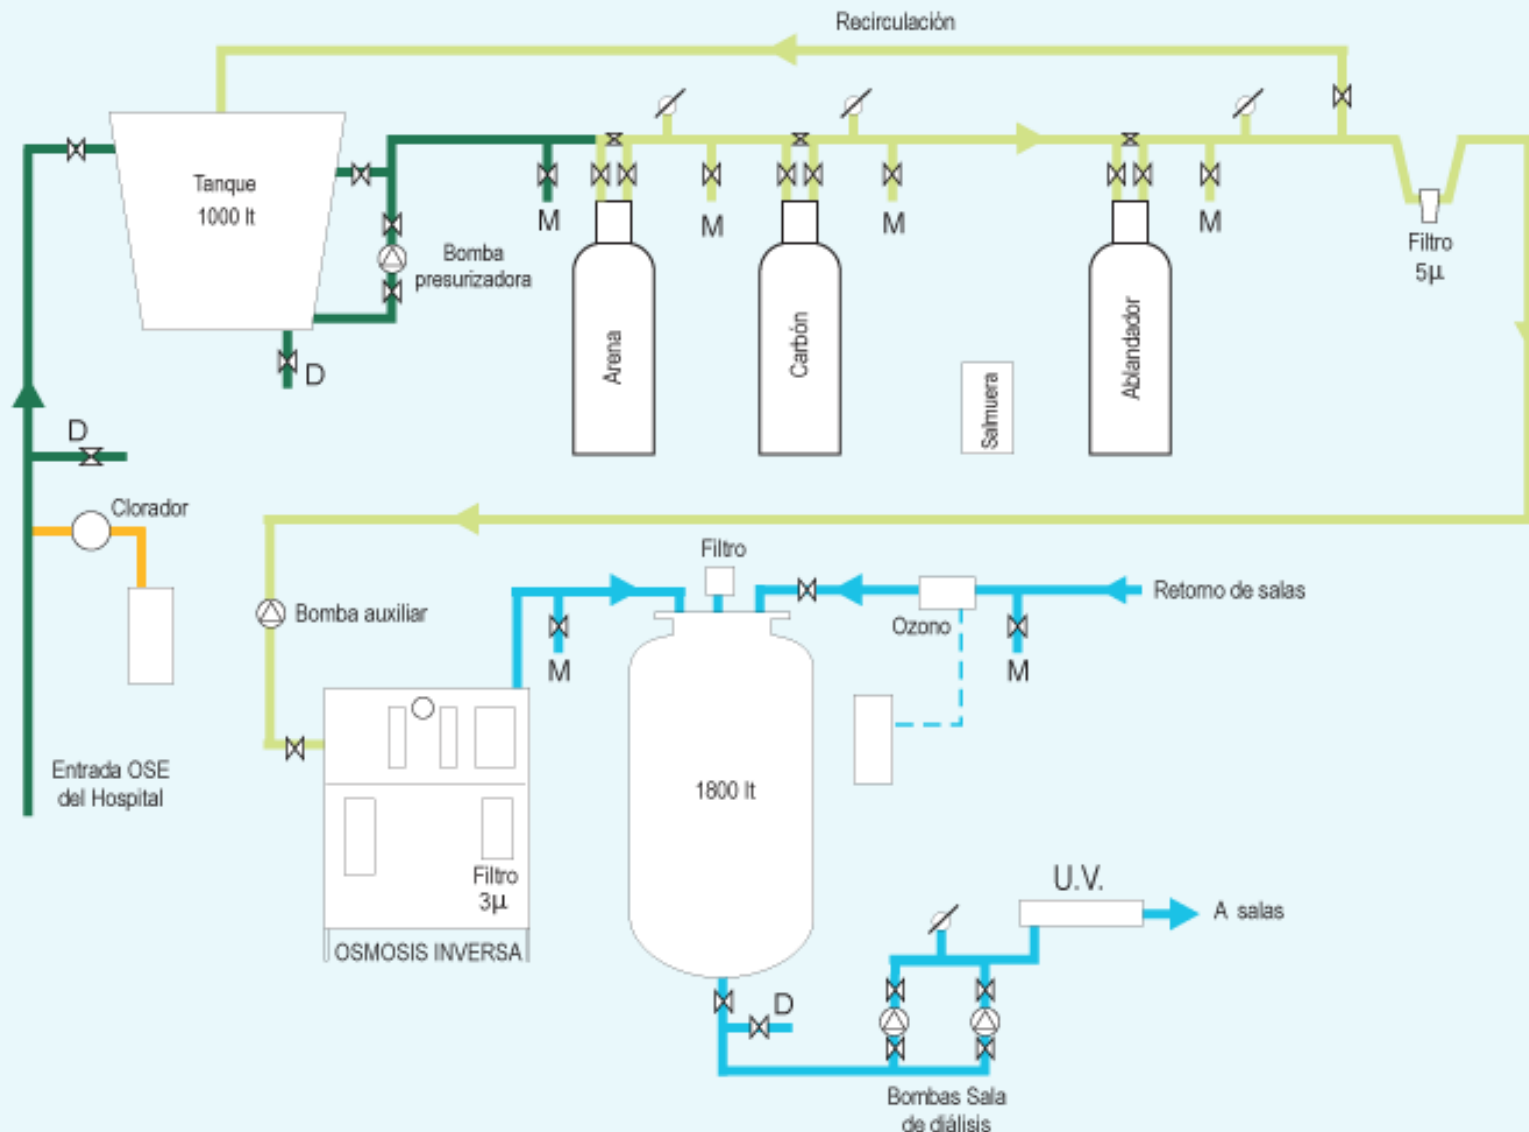 Recirculación
Tanque
1000 lt
Bomba
presurizadora
M
M
M
M
Filtro
5µ
Arena
Carbón
Salmuera
Ablandador
D
D
Clorador
Filtro
Bomba auxiliar
Retorno de salas
Ozono
M
M
Entrada OSE
del Hospital
1800 lt
Filtro
3µ
OSMOSIS INVERSA
U.V.
A salas
D
Bombas Sala
de diálisis